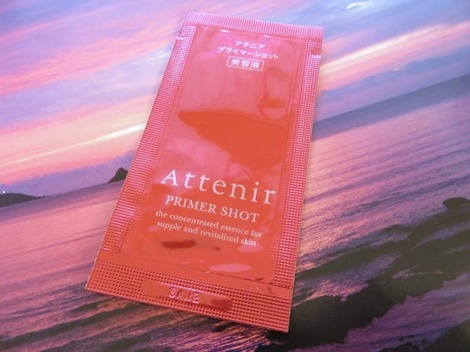 アテニア
プライマーショット
美容液
Attenir
PRIMER SHOT
the concentrated essence for
supple and revitalized skin